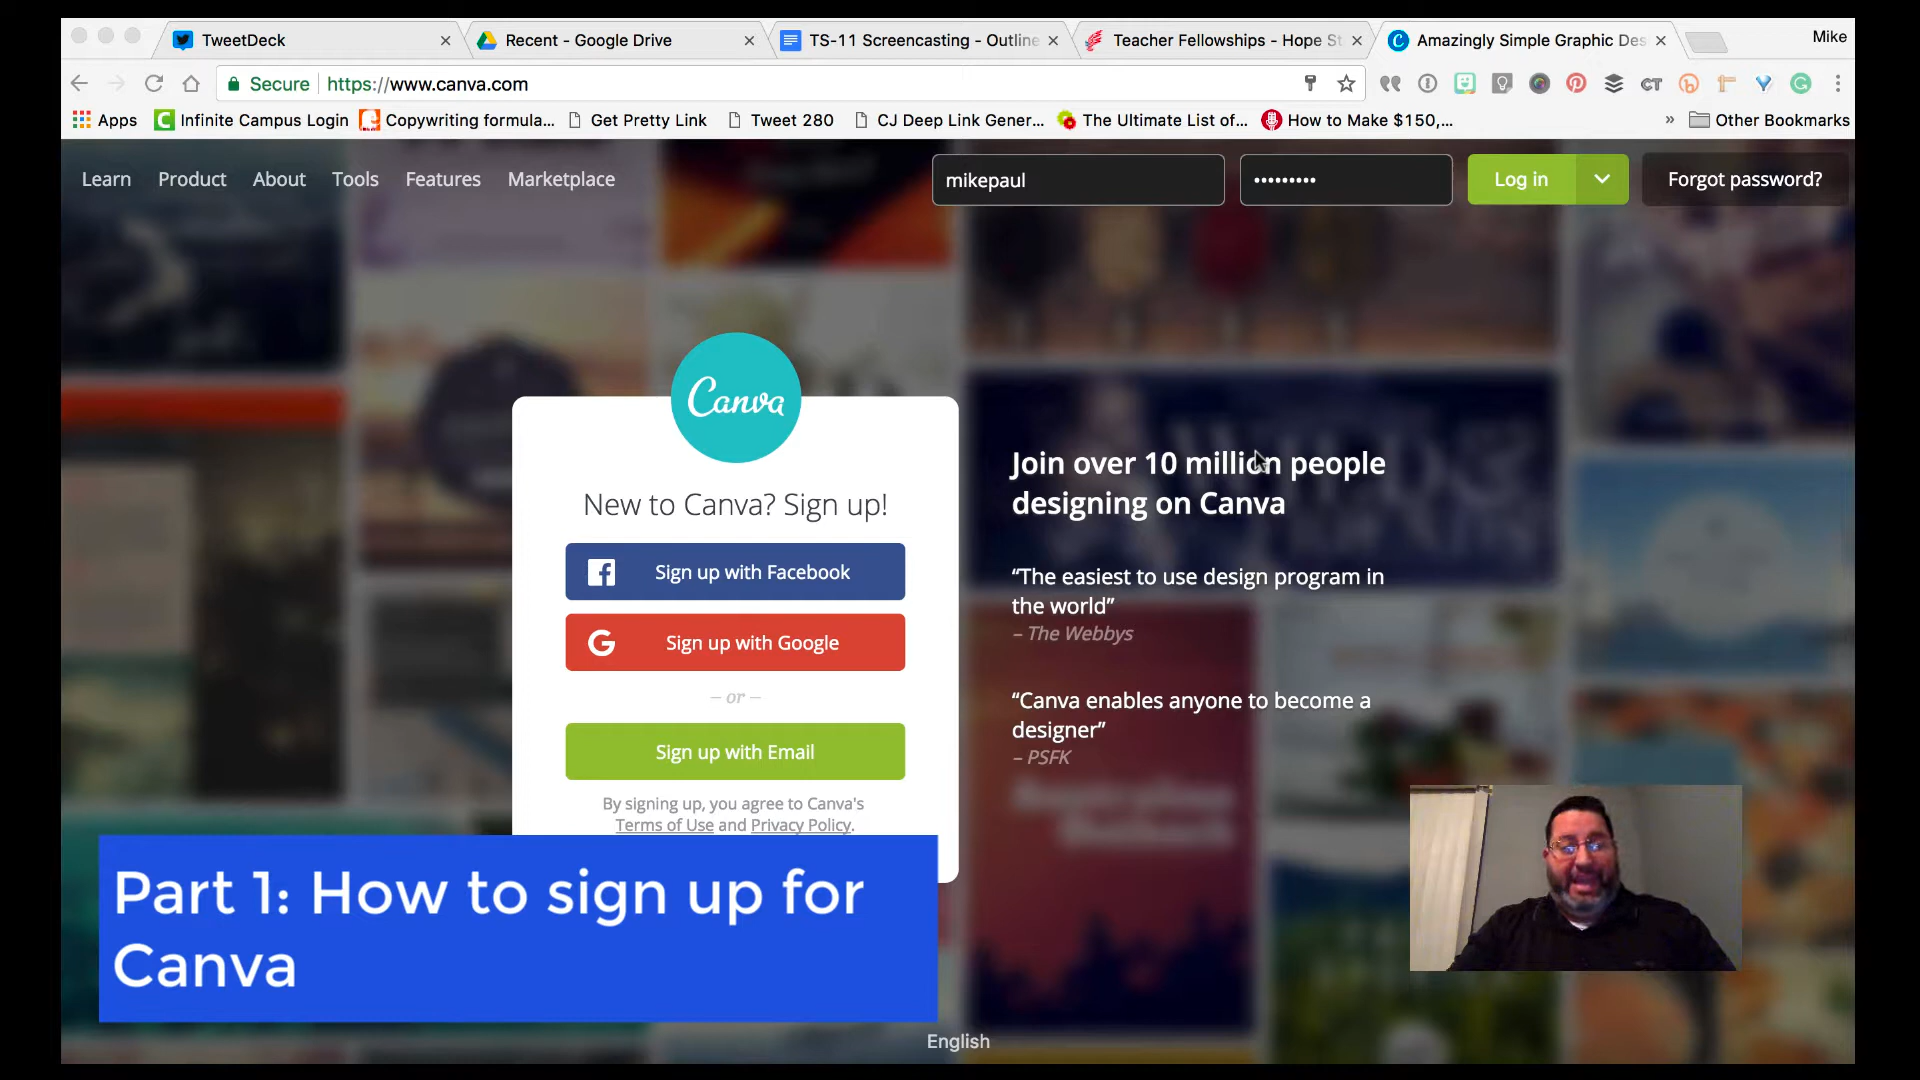 TweetDeck
Recent - Google Drive
TS-11 Screencasting - Outline
Teacher Fellowships - Hope St
Amazingly Simple Graphic Des
Mike
Secure https://www.canva.com
Apps
Infinite Campus Login
Copywriting formula...
Get Pretty Link
Tweet 280
CJ Deep Link Gener...
The Ultimate List of...
How to Make $150,...
»
Other Bookmarks
Learn Product About Tools Features Marketplace
mikepaul
•••••••••
Log in
Forgot password?
Canva
New to Canva? Sign up!
Sign up with Facebook
Sign up with Google
– or –
Sign up with Email
By signing up, you agree to Canva's
Terms of Use and Privacy Policy.
Join over 10 million people
designing on Canva
“The easiest to use design program in
the world”
– The Webbys
“Canva enables anyone to become a
designer”
– PSFK
Part 1: How to sign up for
Canva
English